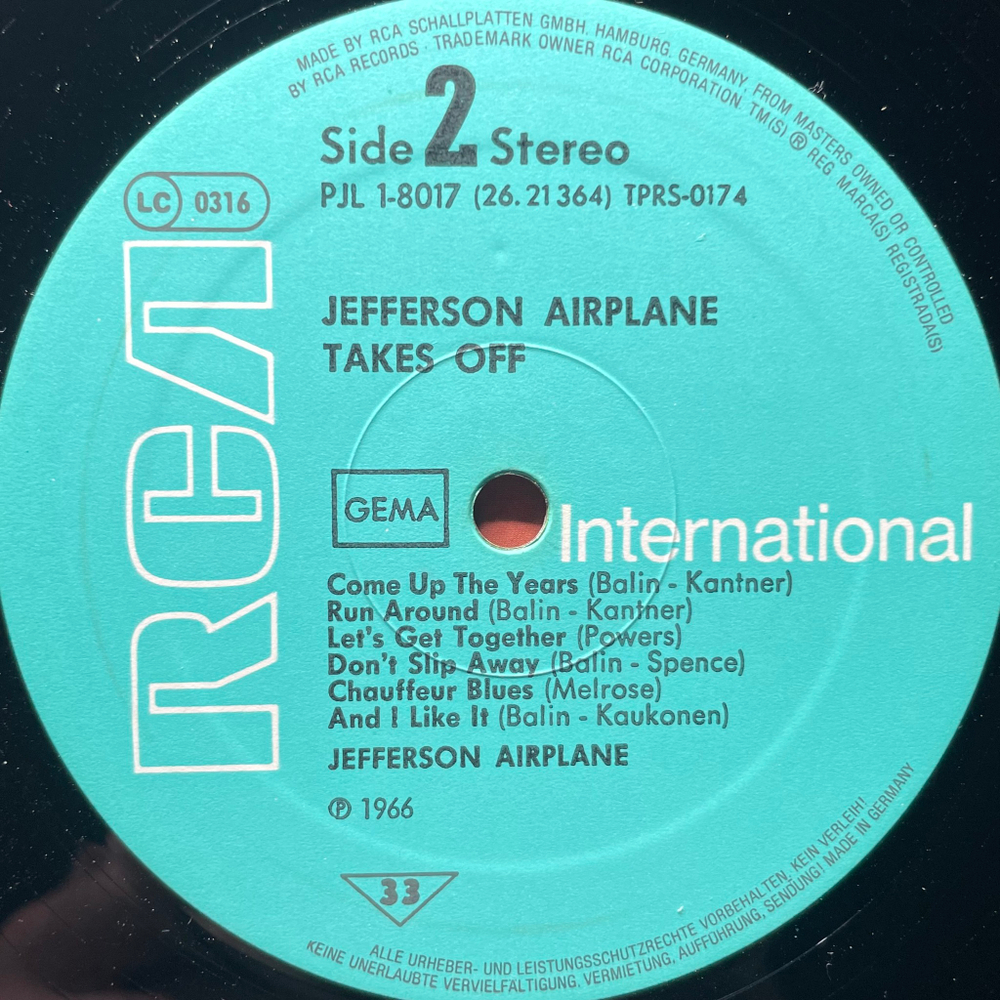 MADE BY RCA SCHALLPLATTEN GMBH, HAMBURG, GERMANY, FROM MASTERS OWNED OR CONTROLLED
BY RCA RECORDS · TRADEMARK OWNER RCA CORPORATION. TM(S) ® REG MARCA(S) REGISTRADA(S)
Side 2 Stereo
LC 0316
PJL 1-8017 (26.21364) TPRS-0174
RCA
JEFFERSON AIRPLANE
TAKES OFF
GEMA
International
Come Up The Years (Balin - Kantner)
Run Around (Balin - Kantner)
Let's Get Together (Powers)
Don't Slip Away (Balin - Spence)
Chauffeur Blues (Melrose)
And I Like It (Balin - Kaukonen)
JEFFERSON AIRPLANE
℗ 1966
33
ALLE URHEBER- UND LEISTUNGSSCHUTZRECHTE VORBEHALTEN. KEIN VERLEIH!
KEINE UNERLAUBTE VERVIELFÄLTIGUNG, VERMIETUNG, AUFFÜHRUNG, SENDUNG! MADE IN GERMANY